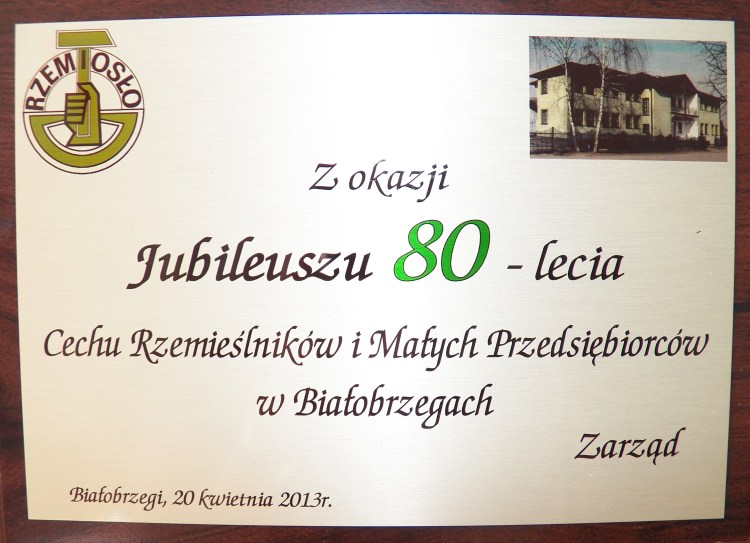 RZEMIOSŁO
Z okazji
Jubileuszu 80 - lecia
Cechu Rzemieślników i Małych Przedsiębiorców
w Białobrzegach
Zarząd
Białobrzegi, 20 kwietnia 2013r.